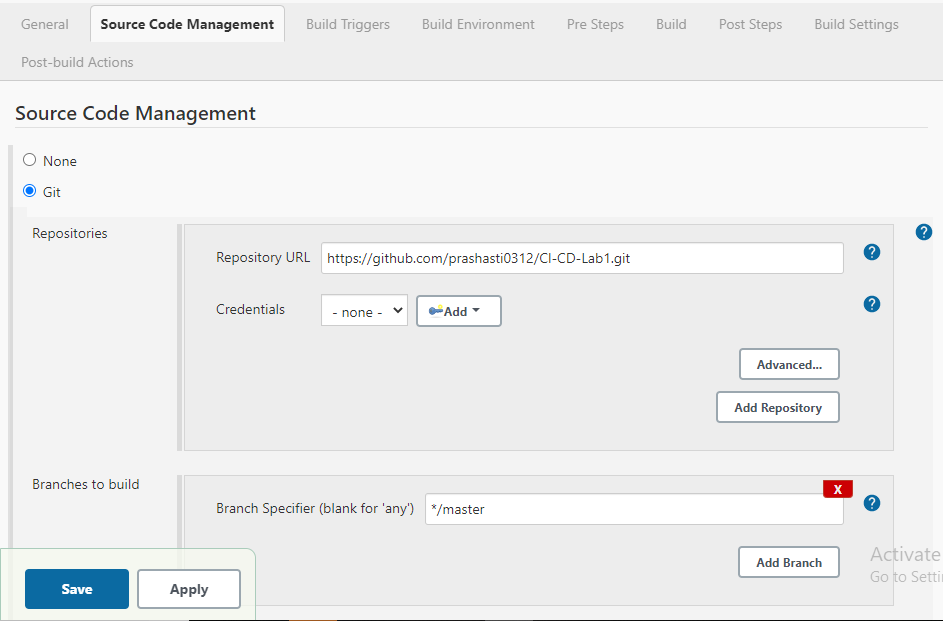 General Source Code Management Build Triggers Build Environment Pre Steps Build Post Steps Build Settings
Post-build Actions
Source Code Management
None
Git
Repositories
?
Repository URL https://github.com/prashasti0312/CI-CD-Lab1.git ?
Credentials - none - Add ?
Advanced...
Add Repository
Branches to build
X
Branch Specifier (blank for 'any') */master ?
Add Branch
Activate
Go to Setti
Save Apply